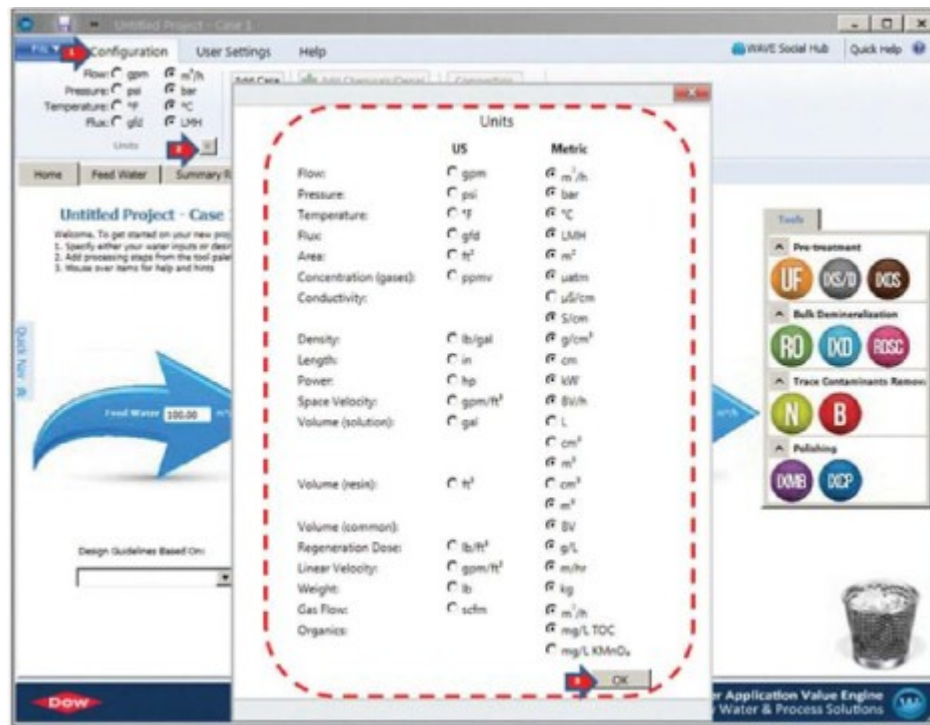 Untitled Project - Case 1
1
Configuration
User Settings
Help
WAVE Social Hub
Quick Help
Flow: gpm m³/h
Pressure: psi bar
Temperature: °F °C
Flux: gfd LMH
Units
2
Add Case
Home
Feed Water
Summary R
Untitled Project - Case
Welcome. To get started on your new proj
1. Specify either your water inputs or desir
2. Add processing steps from the tool pale
3. Mouse over items for help and hints
Quick Nav
Feed Water 100.00
m³/h
Design Guidelines Based On:
Units
US Metric
Flow: gpm m³/h
Pressure: psi bar
Temperature: °F °C
Flux: gfd LMH
Area: ft² m²
Concentration (gases): ppmv µatm
Conductivity: µS/cm
S/cm
Density: lb/gal g/cm³
Length: in cm
Power: hp kW
Space Velocity: gpm/ft³ BV/h
Volume (solution): gal L
cm³
m³
Volume (resin): ft³ cm³
m³
Volume (common): BV
Regeneration Dose: lb/ft³ g/L
Linear Velocity: gpm/ft² m/hr
Weight: lb kg
Gas Flow: scfm m³/h
Organics: mg/L TOC
mg/L KMnO₄
3
OK
Tools
Pre-treatment
UF IXS/D IXOS
Bulk Demineralization
RO IXD ROSC
Trace Contaminants Remov
N B
Polishing
IXMB IXCP
Dow
r Application Value Engine
Water & Process Solutions